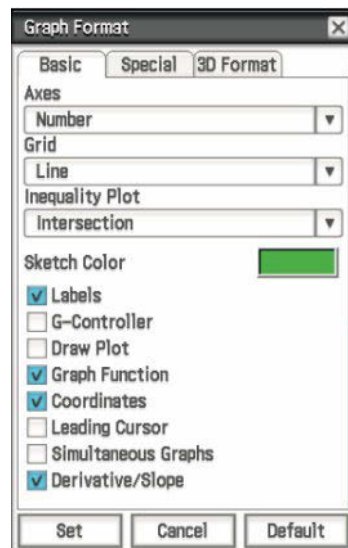 Graph Format
Basic Special 3D Format
Axes
Number
Grid
Line
Inequality Plot
Intersection
Sketch Color
Labels
G-Controller
Draw Plot
Graph Function
Coordinates
Leading Cursor
Simultaneous Graphs
Derivative/Slope
Set Cancel Default